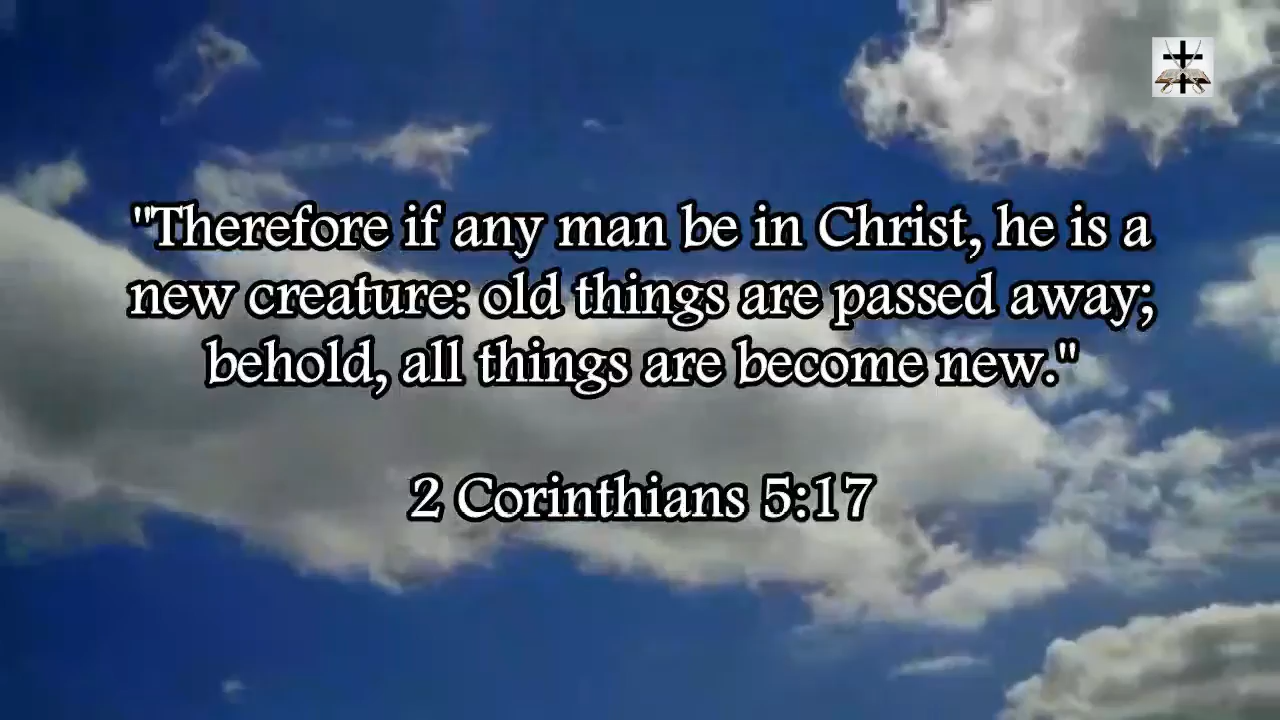 "Therefore if any man be in Christ, he is a
new creature: old things are passed away;
behold, all things are become new."
2 Corinthians 5:17